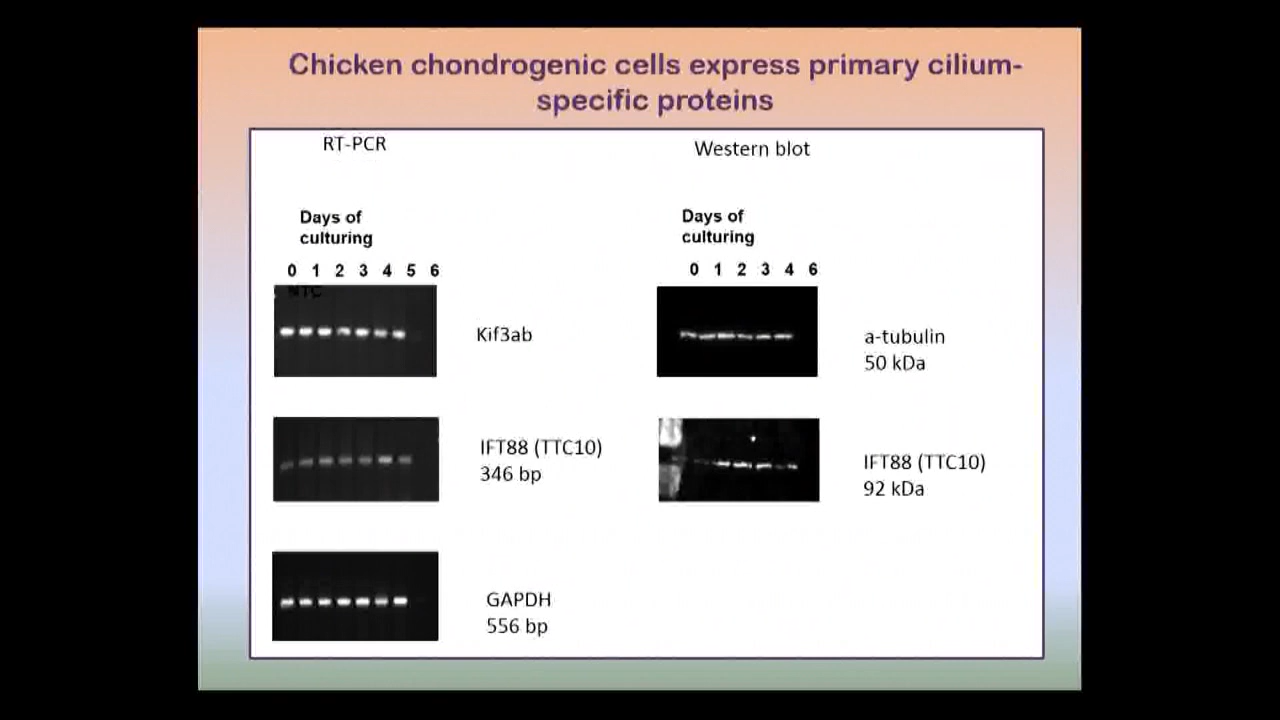 Chicken chondrogenic cells express primary cilium-
specific proteins
RT-PCR
Days of
culturing
0 1 2 3 4 5 6
NTC
Kif3ab
IFT88 (TTC10)
346 bp
GAPDH
556 bp
Western blot
Days of
culturing
0 1 2 3 4 6
a-tubulin
50 kDa
IFT88 (TTC10)
92 kDa